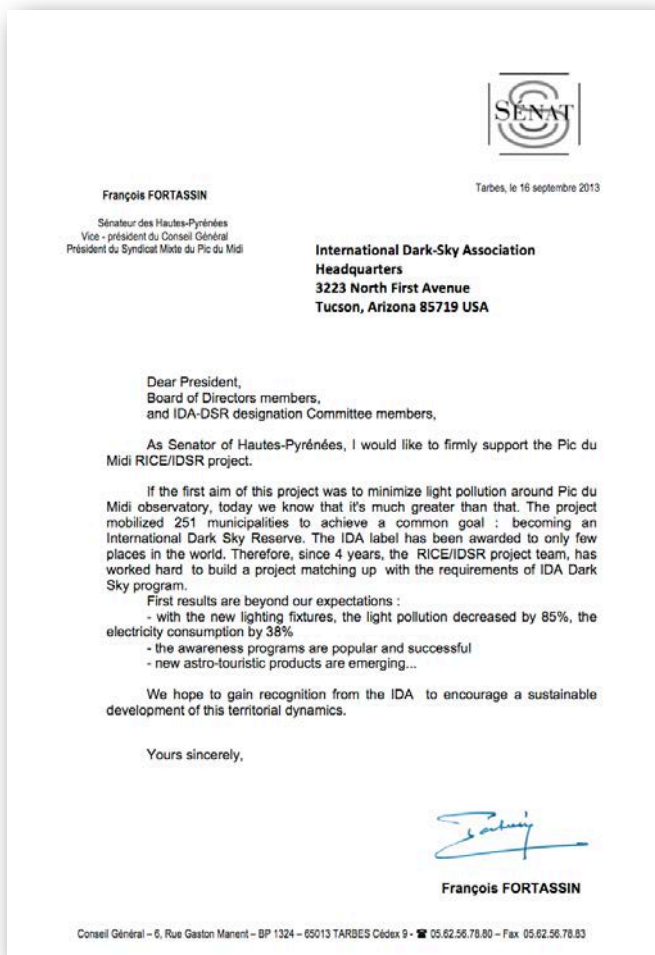 SÉNAT
Tarbes, le 16 septembre 2013
François FORTASSIN
Sénateur des Hautes-Pyrénées
Vice - président du Conseil Général
Président du Syndicat Mixte du Pic du Midi
International Dark-Sky Association
Headquarters
3223 North First Avenue
Tucson, Arizona 85719 USA
Dear President,
Board of Directors members,
and IDA-DSR designation Committee members,
As Senator of Hautes-Pyrénées, I would like to firmly support the Pic du
Midi RICE/IDSR project.
If the first aim of this project was to minimize light pollution around Pic du
Midi observatory, today we know that it's much greater than that. The project
mobilized 251 municipalities to achieve a common goal : becoming an
International Dark Sky Reserve. The IDA label has been awarded to only few
places in the world. Therefore, since 4 years, the RICE/IDSR project team, has
worked hard to build a project matching up with the requirements of IDA Dark
Sky program.
First results are beyond our expectations :
- with the new lighting fixtures, the light pollution decreased by 85%, the
electricity consumption by 38%
- the awareness programs are popular and successful
- new astro-touristic products are emerging...
We hope to gain recognition from the IDA to encourage a sustainable
development of this territorial dynamics.
Yours sincerely,
François FORTASSIN
Conseil Général – 6, Rue Gaston Manent – BP 1324 – 65013 TARBES Cédex 9 - ☎ 05.62.56.78.80 – Fax 05.62.56.78.83